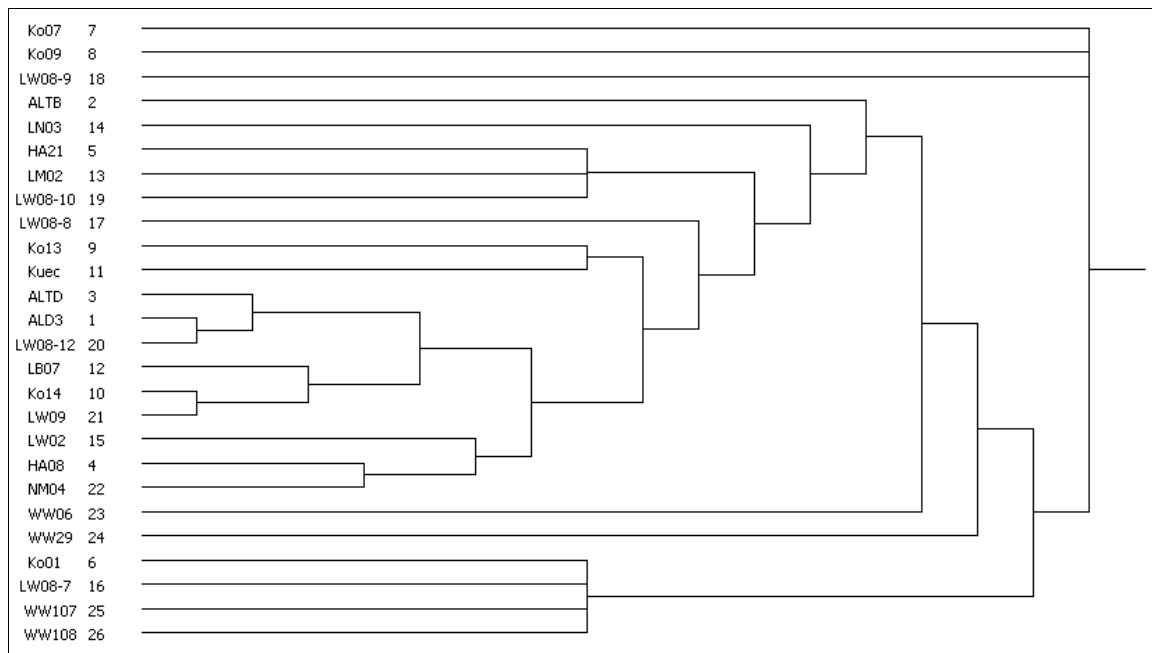 Ko07 7
Ko09 8
LW08-9 18
ALTB 2
LN03 14
HA21 5
LM02 13
LW08-10 19
LW08-8 17
Ko13 9
Kuec 11
ALTD 3
ALD3 1
LW08-12 20
LB07 12
Ko14 10
LW09 21
LW02 15
HA08 4
NM04 22
WW06 23
WW29 24
Ko01 6
LW08-7 16
WW107 25
WW108 26